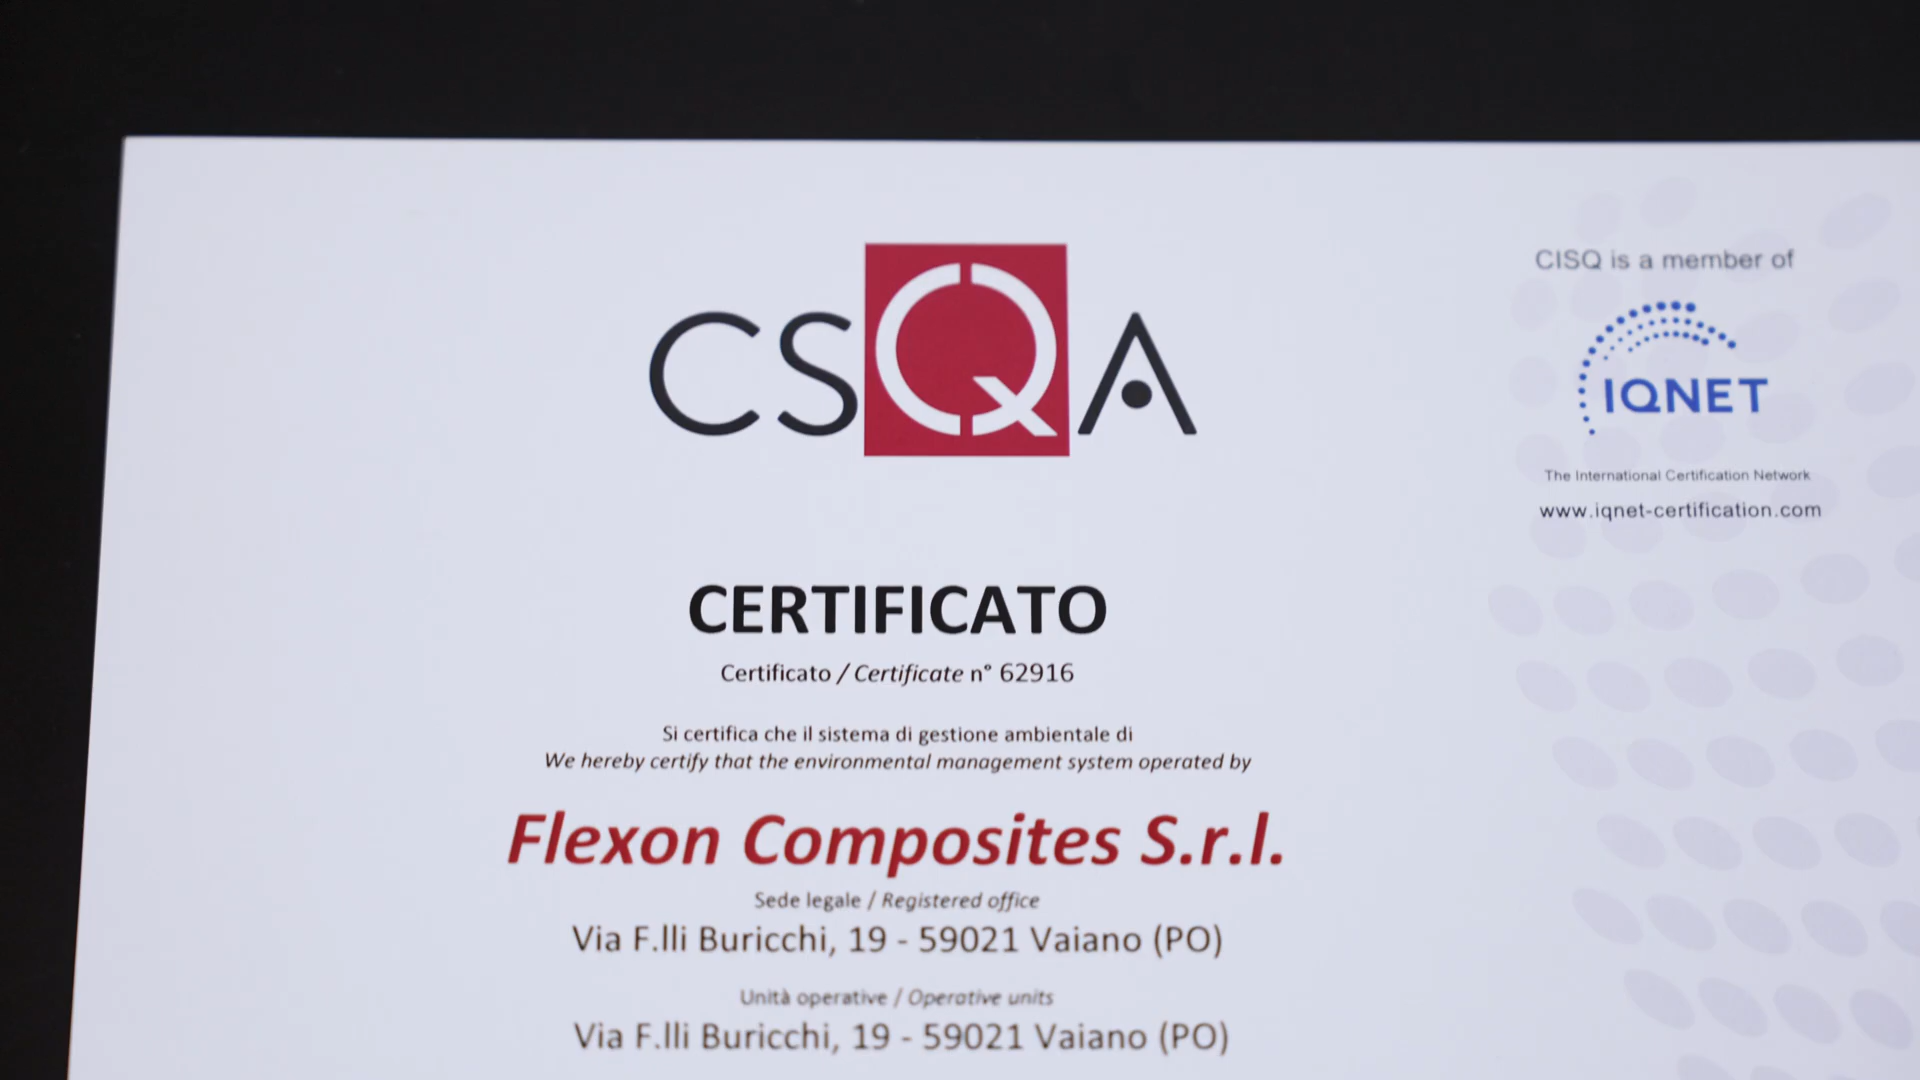 CSQA
CISQ is a member of
IQNET
The International Certification Network
www.iqnet-certification.com
CERTIFICATO
Certificato / Certificate n° 62916
Si certifica che il sistema di gestione ambientale di
We hereby certify that the environmental management system operated by
Flexon Composites S.r.l.
Sede legale / Registered office
Via F.lli Buricchi, 19 - 59021 Vaiano (PO)
Unità operative / Operative units
Via F.lli Buricchi, 19 - 59021 Vaiano (PO)